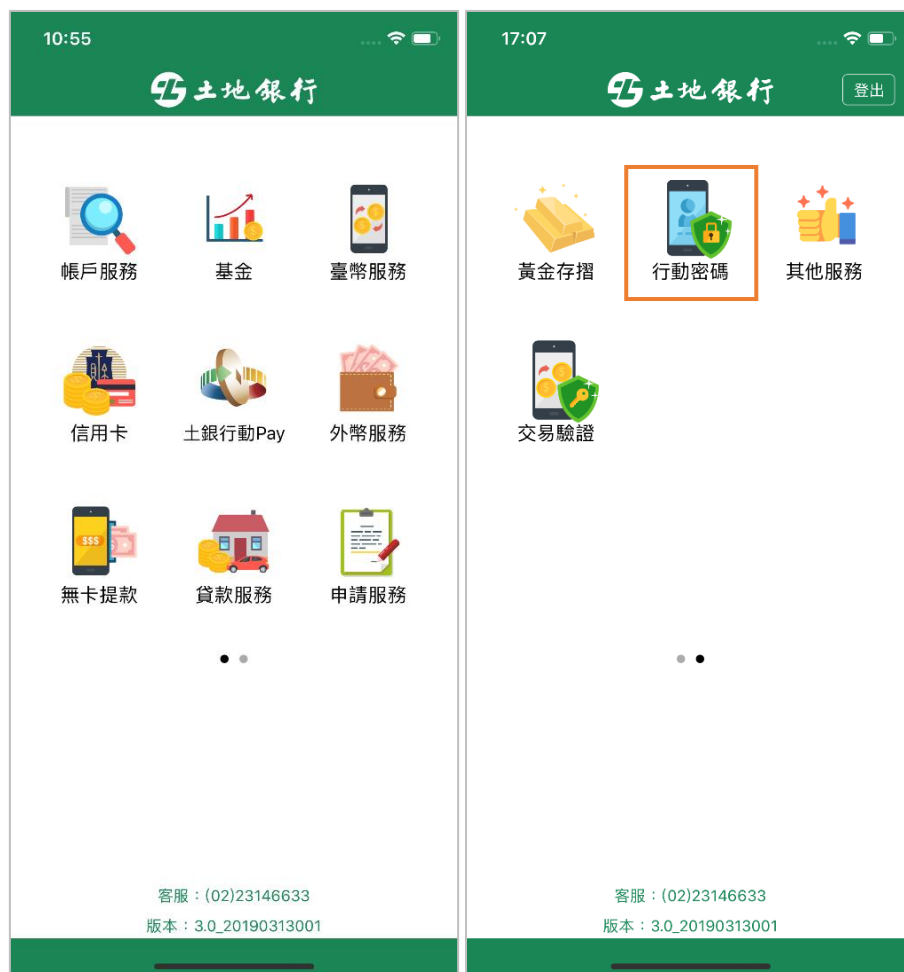 10:55
土地銀行
帳戶服務
基金
臺幣服務
信用卡
土銀行動Pay
外幣服務
$$$
無卡提款
貸款服務
申請服務
客服：(02)23146633
版本：3.0_20190313001
17:07
土地銀行
登出
黃金存摺
行動密碼
其他服務
交易驗證
客服：(02)23146633
版本：3.0_20190313001